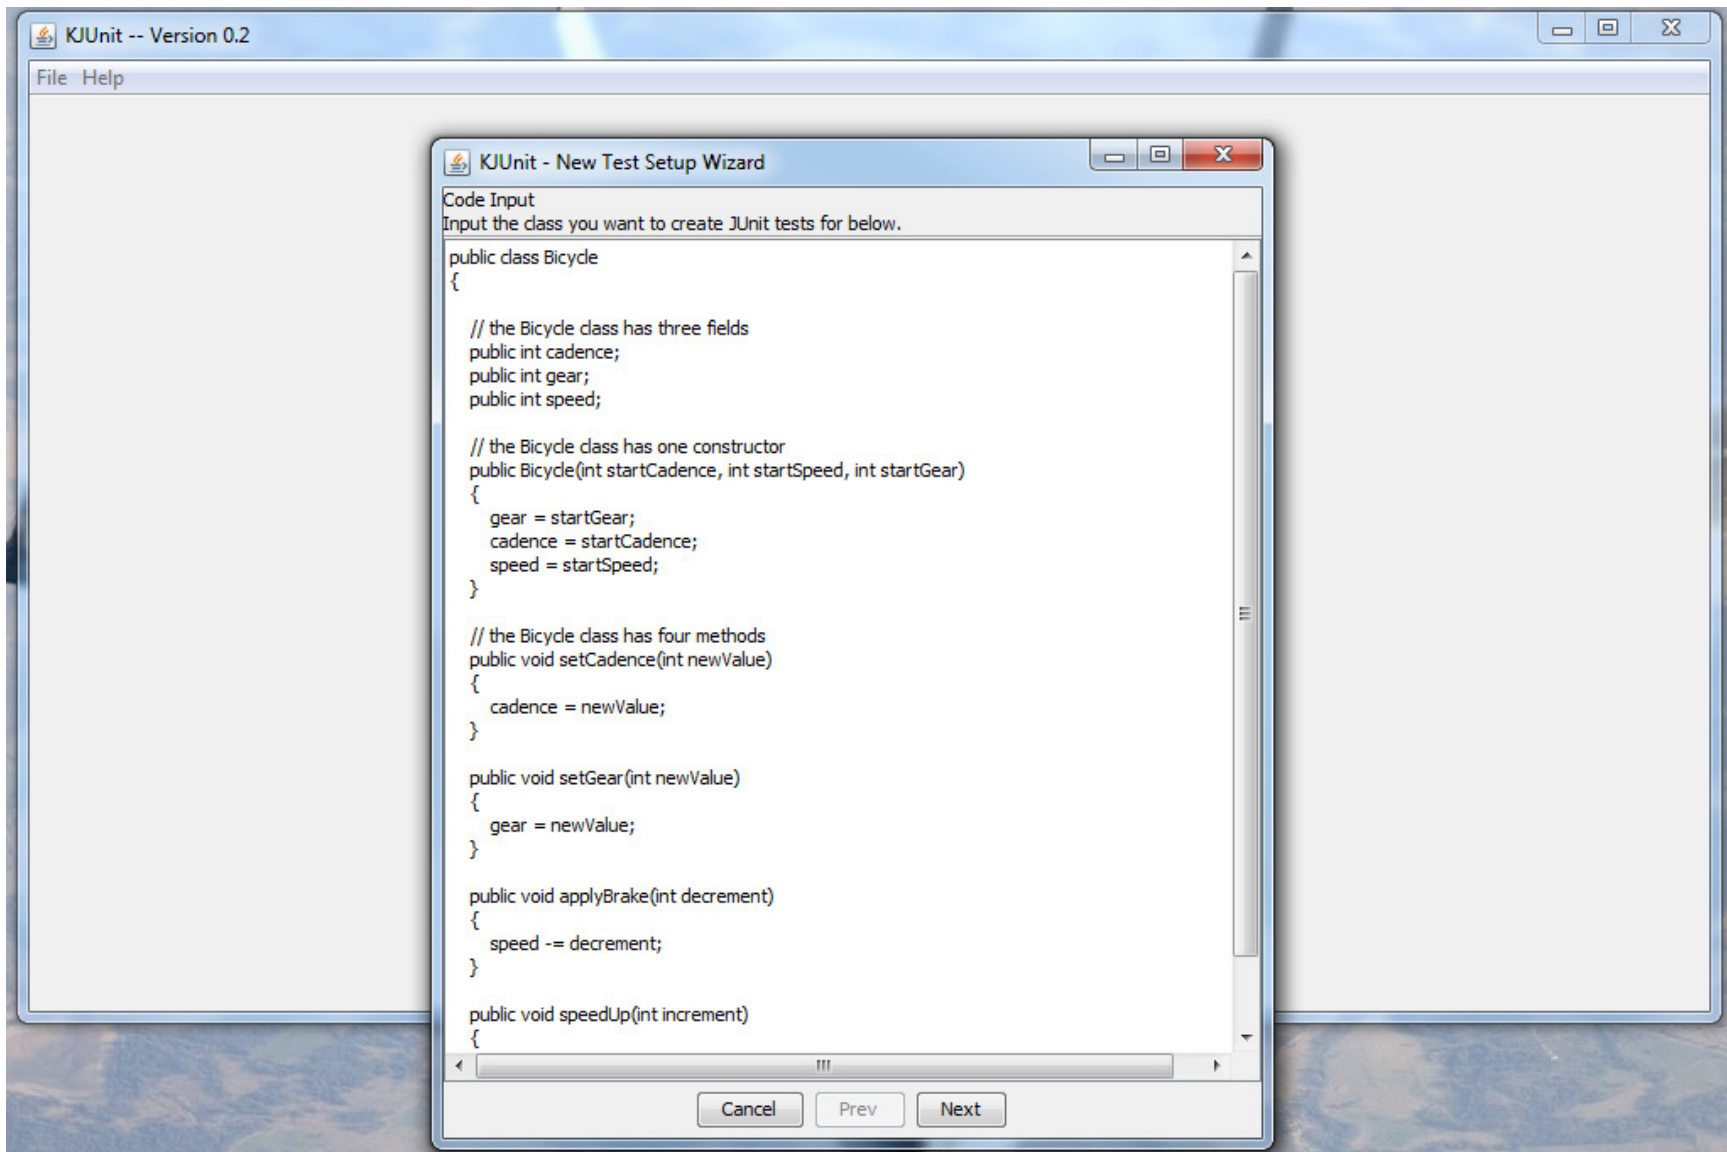 KJUnit -- Version 0.2
File Help
KJUnit - New Test Setup Wizard
Code Input
Input the class you want to create JUnit tests for below.
public class Bicycle
{
// the Bicycle class has three fields
public int cadence;
public int gear;
public int speed;
// the Bicycle class has one constructor
public Bicycle(int startCadence, int startSpeed, int startGear)
{
gear = startGear;
cadence = startCadence;
speed = startSpeed;
}
// the Bicycle class has four methods
public void setCadence(int newValue)
{
cadence = newValue;
}
public void setGear(int newValue)
{
gear = newValue;
}
public void applyBrake(int decrement)
{
speed -= decrement;
}
public void speedUp(int increment)
{
Cancel Prev Next